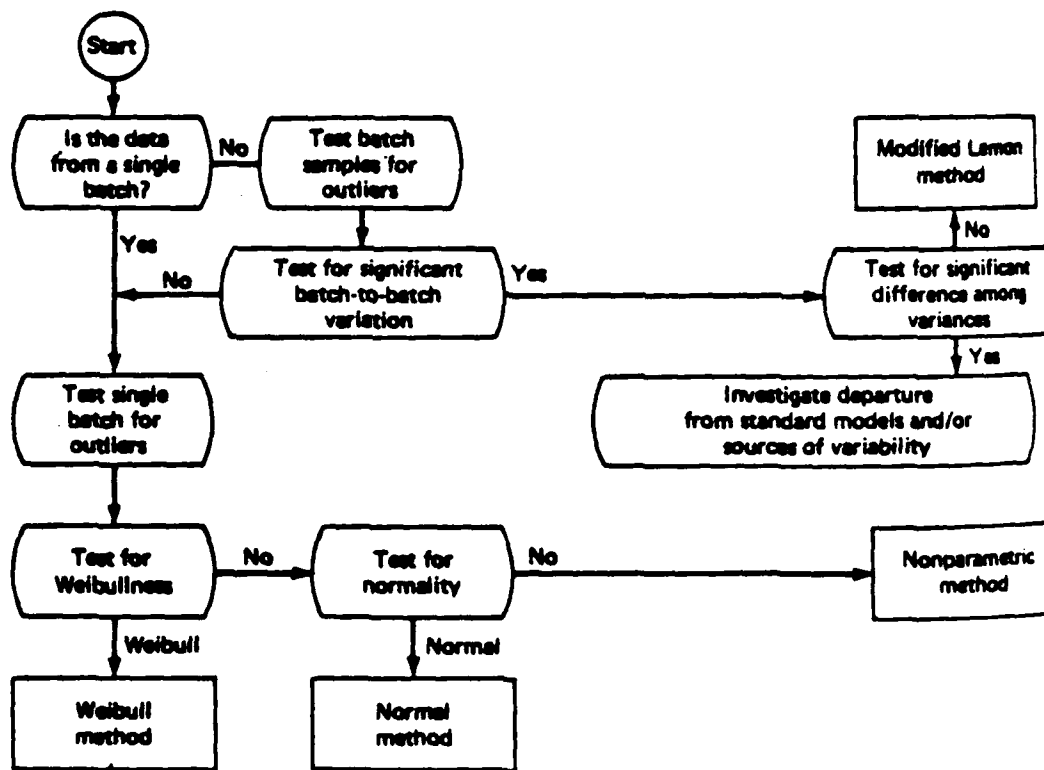 Start
Is the data
from a single
batch?
No
Test batch
samples for
outliers
Modified Lemon
method
Yes
No
Test for significant
batch-to-batch
variation
No
Yes
Test for significant
difference among
variances
Yes
Test single
batch for
outliers
Investigate departure
from standard models and/or
sources of variability
Test for
Weibullness
No
Test for
normality
No
Nonparametric
method
Weibull
Normal
Weibull
method
Normal
method